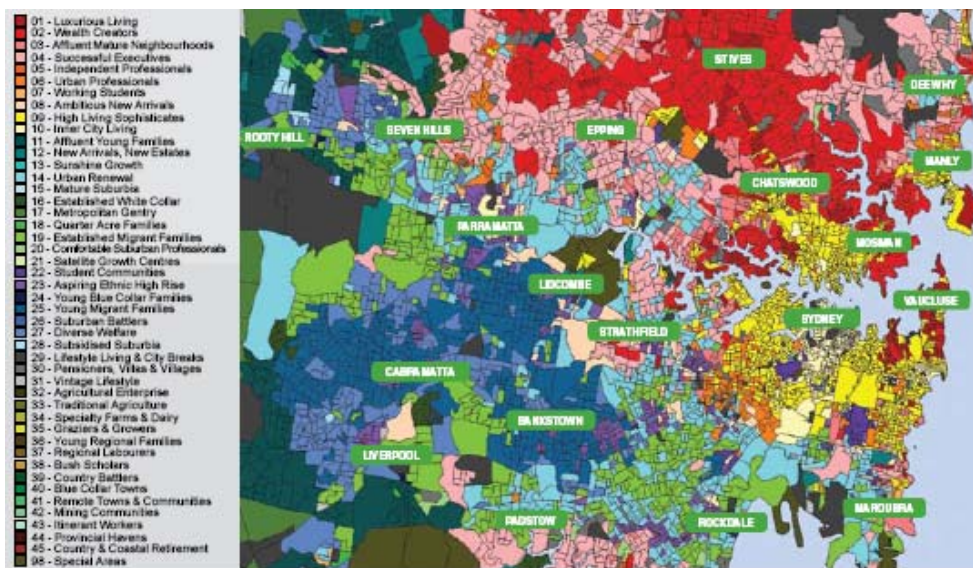 01 - Luxurious Living
02 - Wealth Creators
03 - Affluent Mature Neighbourhoods
04 - Successful Executives
05 - Independent Professionals
06 - Urban Professionals
07 - Working Students
08 - Ambitious New Arrivals
09 - High Living Sophisticates
10 - Inner City Living
11 - Affluent Young Families
12 - New Arrivals, New Estates
13 - Sunshine Growth
14 - Urban Renewal
15 - Mature Suburbia
16 - Established White Collar
17 - Metropolitan Gentry
18 - Quarter Acre Families
19 - Established Migrant Families
20 - Comfortable Suburban Professionals
21 - Satellite Growth Centres
22 - Student Communities
23 - Aspiring Ethnic High Rise
24 - Young Blue Collar Families
25 - Young Migrant Families
26 - Suburban Battlers
27 - Diverse Welfare
28 - Subsidised Suburbia
29 - Lifestyle Living & City Breaks
30 - Pensioners, Villas & Villages
31 - Vintage Lifestyle
32 - Agricultural Enterprise
33 - Traditional Agriculture
34 - Specialty Farms & Dairy
35 - Graziers & Growers
36 - Young Regional Families
37 - Regional Labourers
38 - Bush Scholars
39 - Country Battlers
40 - Blue Collar Towns
41 - Remote Towns & Communities
42 - Mining Communities
43 - Itinerant Workers
44 - Provincial Havens
45 - Country & Coastal Retirement
98 - Special Areas
ST IVES
DEEWHY
ROOTY HILL
SEVEN HILLS
EPPING
MANLY
CHATSWOOD
PARRAMATTA
MOSMAN
LIDCOMBE
VAUCLUSE
STRATHFIELD
SYDNEY
CABRAMATTA
BANKSTOWN
LIVERPOOL
PADSTOW
ROCKDALE
MAROUBRA